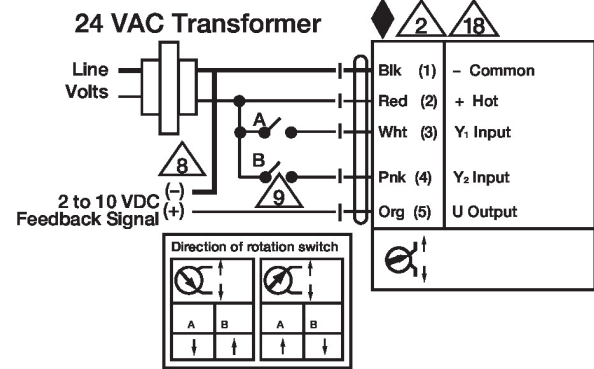 24 VAC Transformer
2
18
Line
Volts
Blk (1) – Common
Red (2) + Hot
A
Wht (3) Y₁ Input
B
Pnk (4) Y₂ Input
8
9
2 to 10 VDC (–)
Feedback Signal (+)
Org (5) U Output
Direction of rotation switch
A B A B